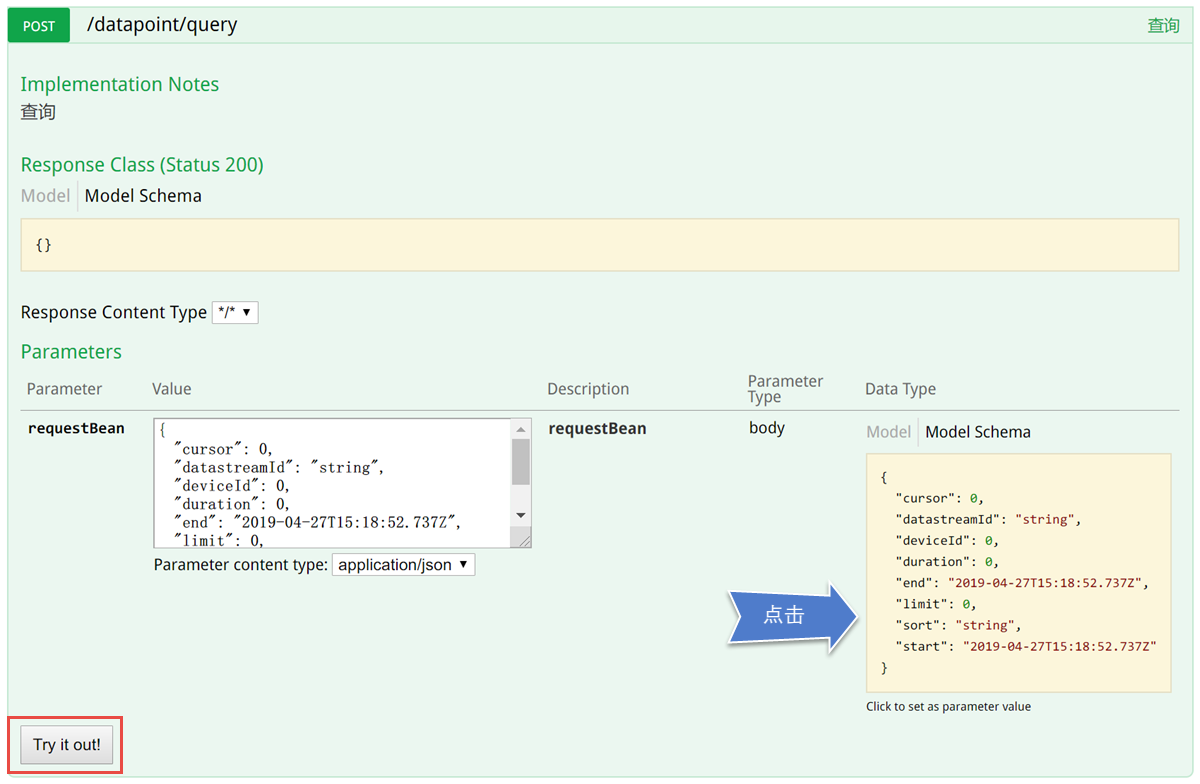 POST /datapoint/query 查询
Implementation Notes
查询
Response Class (Status 200)
Model Model Schema
{}
Response Content Type */* ▼
Parameters
Parameter Value Description Parameter Type Data Type
requestBean
{
"cursor": 0,
"datastreamId": "string",
"deviceId": 0,
"duration": 0,
"end": "2019-04-27T15:18:52.737Z",
"limit": 0,
Parameter content type: application/json ▼
requestBean
body
Model Model Schema
{
"cursor": 0,
"datastreamId": "string",
"deviceId": 0,
"duration": 0,
"end": "2019-04-27T15:18:52.737Z",
"limit": 0,
"sort": "string",
"start": "2019-04-27T15:18:52.737Z"
}
点击
Click to set as parameter value
Try it out!